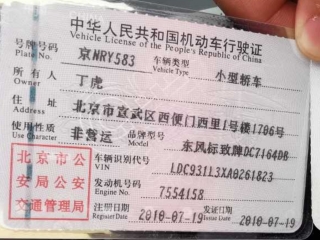 中华人民共和国机动车行驶证
Vehicle License of the People's Republic of China
号牌号码 京NRY583 车辆类型 小型轿车
Plate No. Vehicle Type
所有人 丁虎
Owner
住址 北京市宣武区西便门西里1号楼1706号
Address
使用性质 非营运 品牌型号 东风标致牌DC7164DB
Use Character Model
北京市公安局公安交通管理局
车辆识别代号 LDC931L3XA0261823
VIN
发动机号码 7554158
Engine No.
注册日期 2010-07-19 发证日期 2010-07-19
Register Date Issue Date